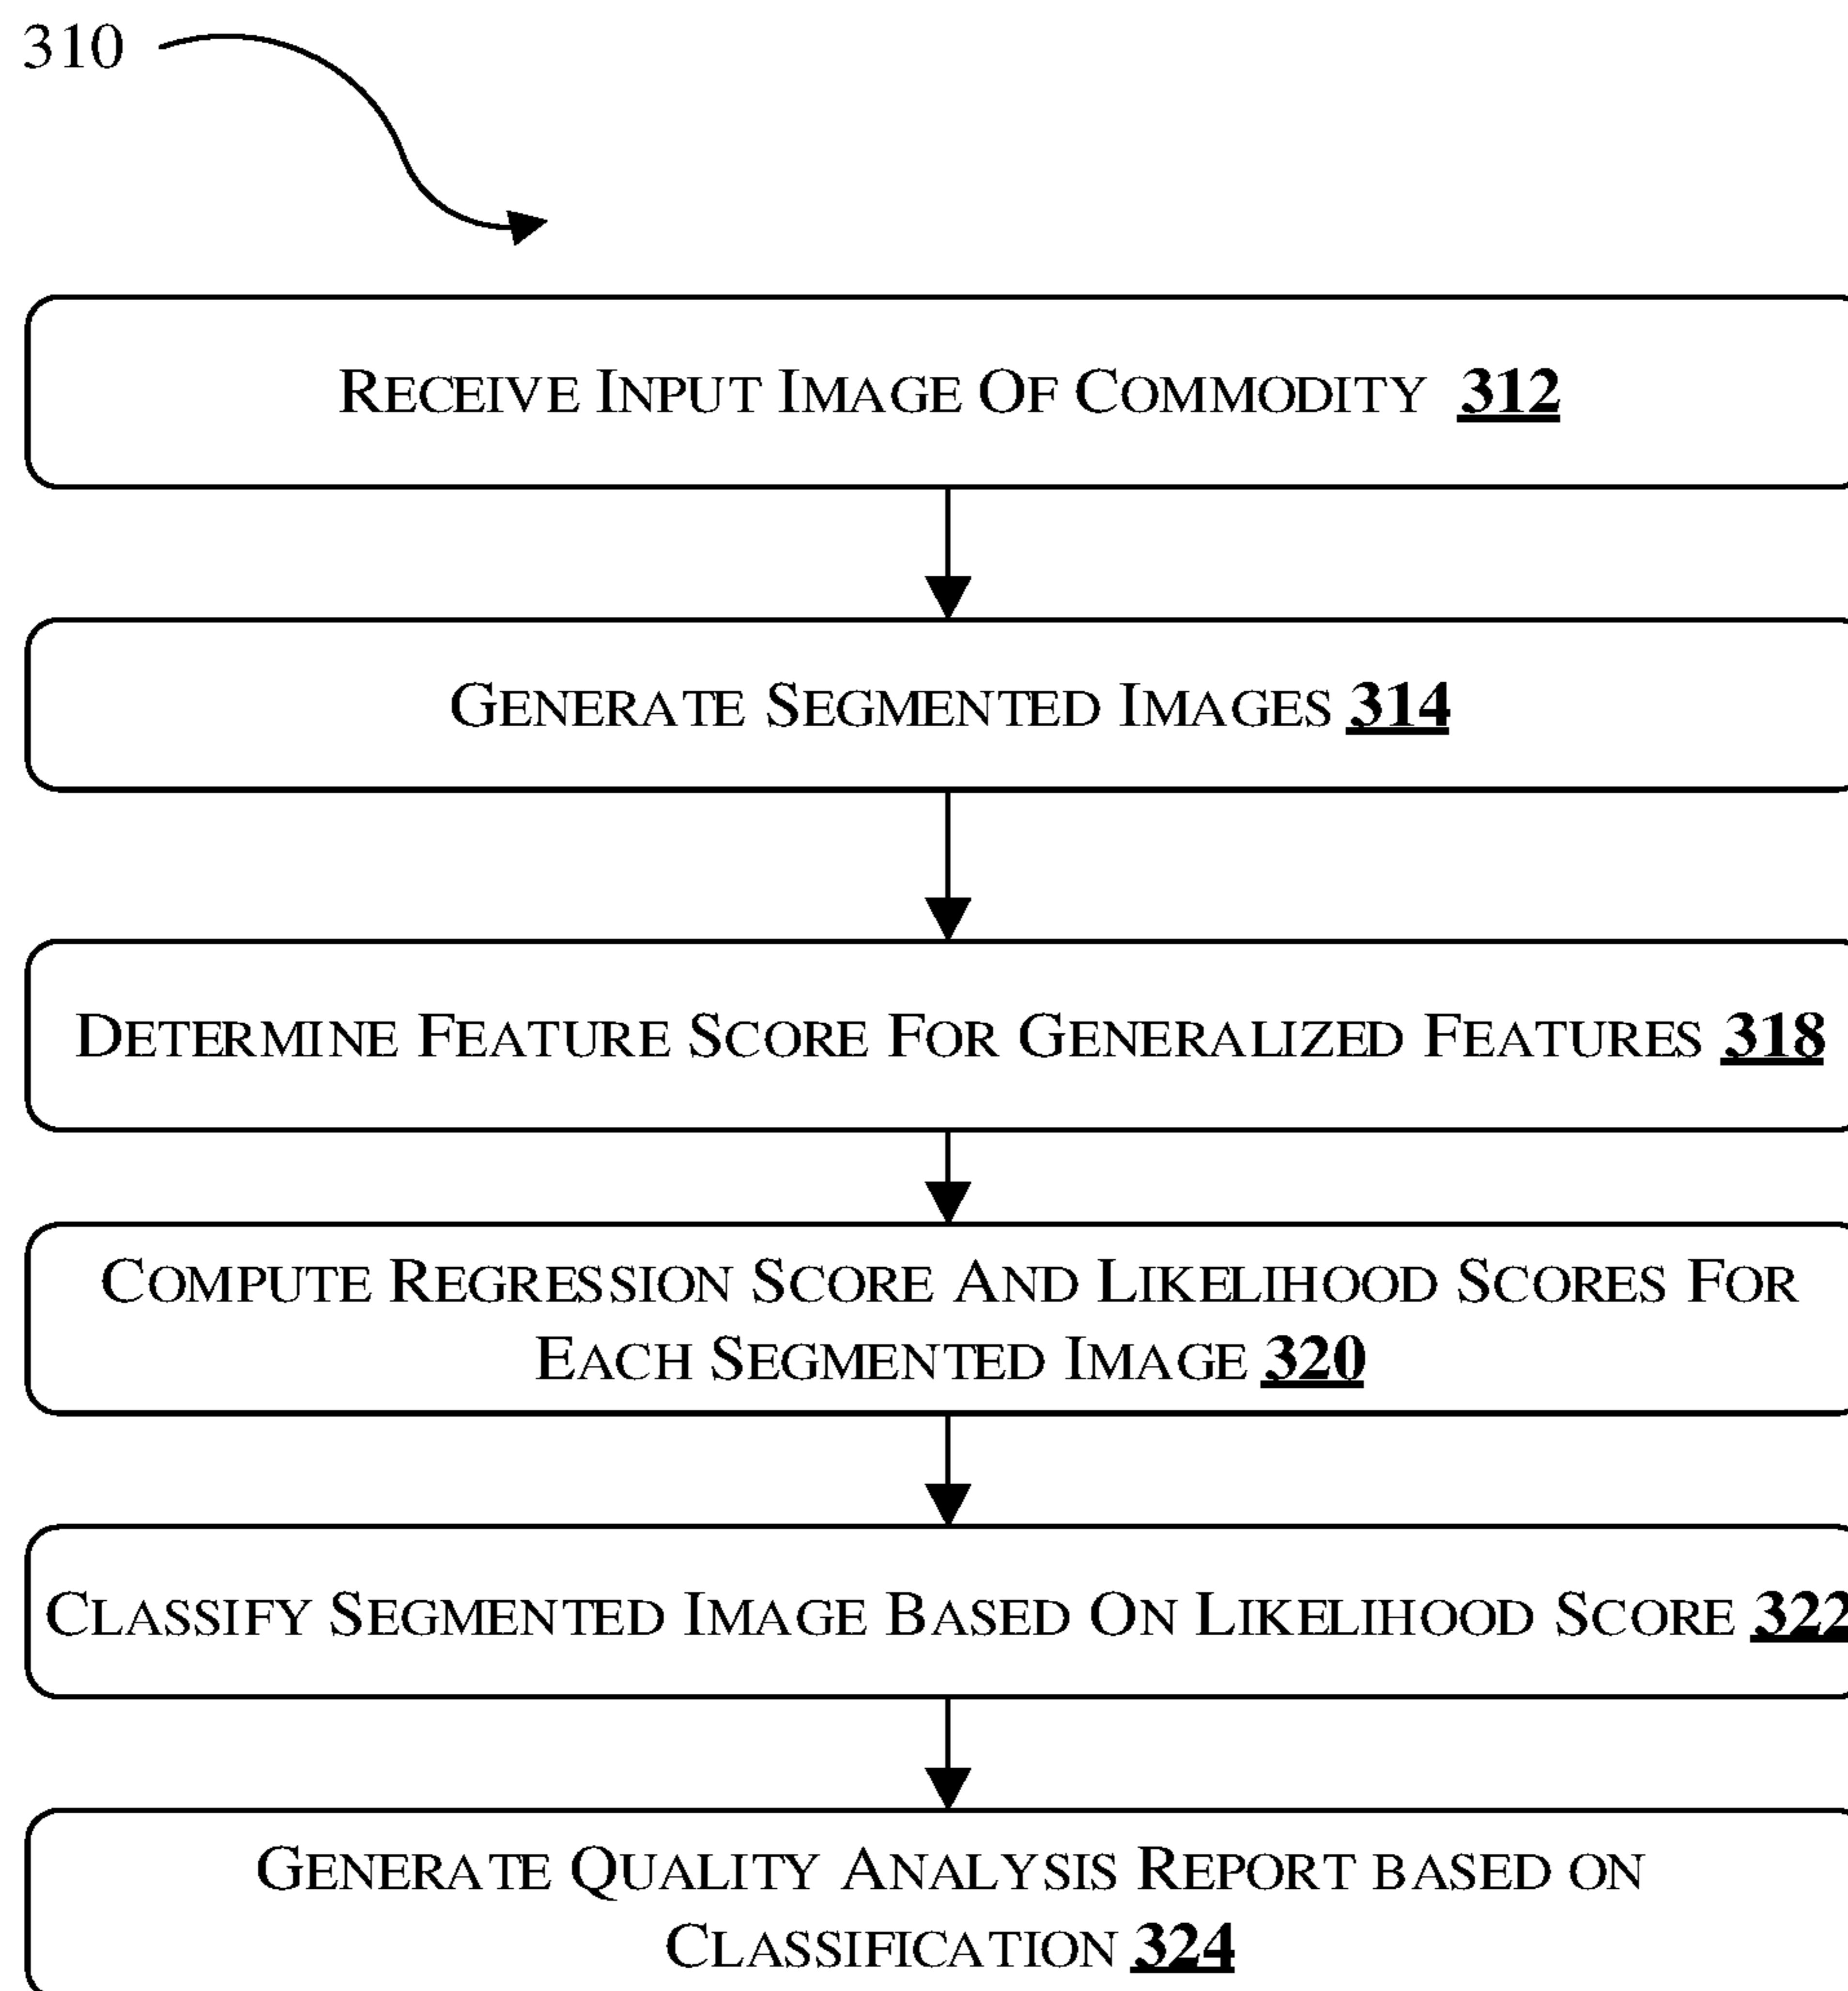 310
RECEIVE INPUT IMAGE OF COMMODITY 312
GENERATE SEGMENTED IMAGES 314
DETERMINE FEATURE SCORE FOR GENERALIZED FEATURES 318
COMPUTE REGRESSION SCORE AND LIKELIHOOD SCORES FOR
EACH SEGMENTED IMAGE 320
CLASSIFY SEGMENTED IMAGE BASED ON LIKELIHOOD SCORE 322
GENERATE QUALITY ANALYSIS REPORT BASED ON
CLASSIFICATION 324